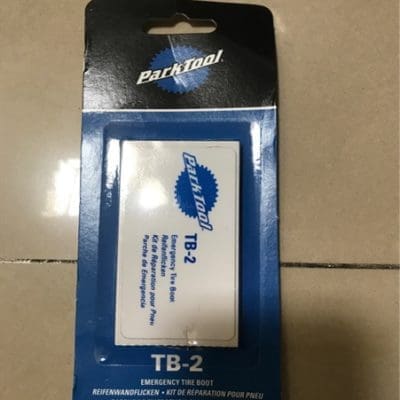 PARKTOOL
PARKTOOL
TB-2
Emergency Tire Boot
Reifenflicken
Kit de Réparation pour Pneu
Parche de Emergencia
TB-2
EMERGENCY TIRE BOOT
REIFENWANDFLICKEN • KIT DE RÉPARATION POUR PNEU